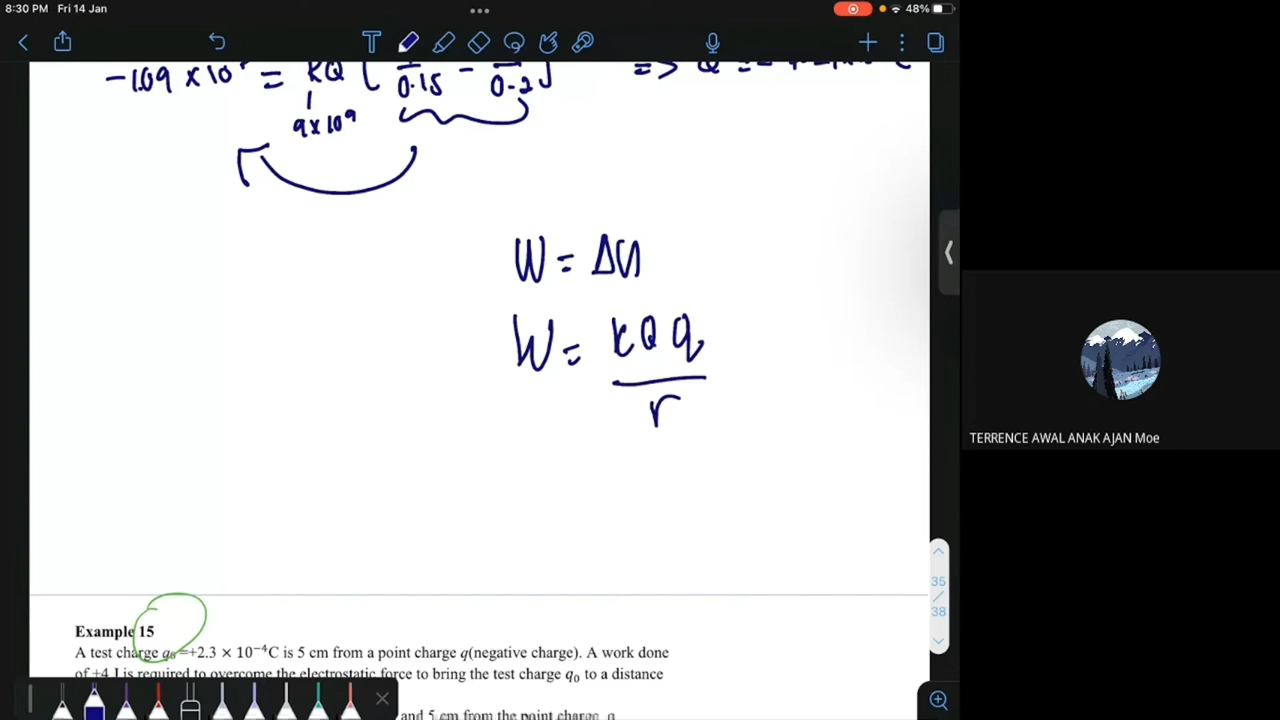 8:30 PM Fri 14 Jan
48%
T
= kQ
0.15 - 0.2
9x10⁹
W = ΔU
W = kQq
r
35
/
38
TERRENCE AWAL ANAK AJAN Moe
Example 15
A test charge q₀ =+2.3 × 10⁻⁴C is 5 cm from a point charge q(negative charge). A work done
of +4 J is required to overcome the electrostatic force to bring the test charge q₀ to a distance
and 5 cm from the point charge, q